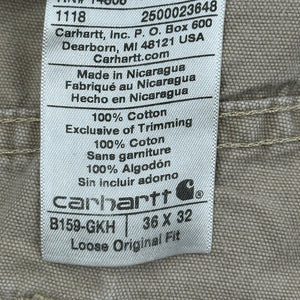 1118 2500023648
Carhartt, Inc. P.O. Box 600
Dearborn, MI 48121 USA
Carhartt.com
Made in Nicaragua
Fabriqué au Nicaragua
Hecho en Nicaragua
100% Cotton
Exclusive of Trimming
100% Cotton
Sans garniture
100% Algodón
Sin incluir adorno
carhartt
B159-GKH 36 X 32
Loose Original Fit